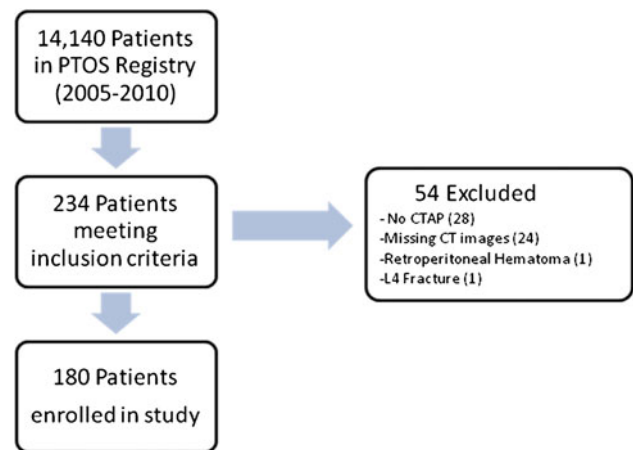 14,140 Patients
in PTOS Registry
(2005-2010)
234 Patients
meeting
inclusion criteria
54 Excluded
-No CTAP (28)
-Missing CT images (24)
-Retroperitoneal Hematoma (1)
-L4 Fracture (1)
180 Patients
enrolled in study